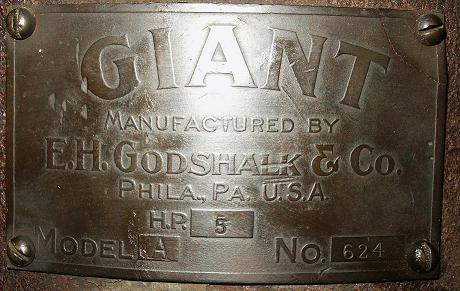 GIANT
MANUFACTURED BY
E.H. GODSHALK & CO.
PHILA., PA. U.S.A.
H.P. 5
MODEL A No. 624